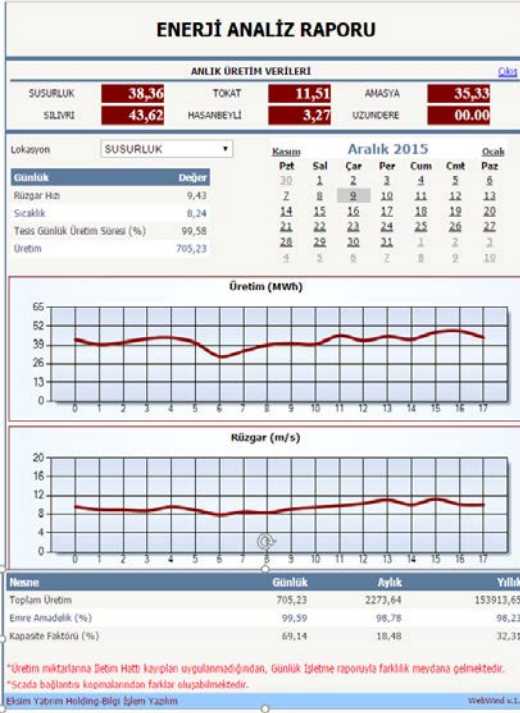 ENERJİ ANALİZ RAPORU
ANLIK ÜRETİM VERİLERİ Çıkış
SUSURLUK 38,36 TOKAT 11,51 AMASYA 35,33
SILIVRI 43,62 HASANBEYLİ 3,27 UZUNDERE 00.00
Lokasyon SUSURLUK
Günlük Değer
Rüzgar Hızı 9,43
Sıcaklık 8,24
Tesis Günlük Üretim Süresi (%) 99,58
Üretim 705,23
Kasım Aralık 2015 Ocak
Pzt Sal Çar Per Cum Cmt Paz
30 1 2 3 4 5 6
7 8 9 10 11 12 13
14 15 16 17 18 19 20
21 22 23 24 25 26 27
28 29 30 31 1 2 3
4 5 6 7 8 9 10
Üretim (MWh)
65
52
39
26
13
0
0 1 2 3 4 5 6 7 8 9 10 11 12 13 14 15 16 17
Rüzgar (m/s)
20
16
12
8
4
0
0 1 2 3 4 5 6 7 8 9 10 11 12 13 14 15 16 17
Nesne Günlük Aylık Yıllık
Toplam Üretim 705,23 2273,64 153913,65
Emre Amadelik (%) 99,59 98,78 98,23
Kapasite Faktörü (%) 69,14 18,48 32,31
*Üretim miktarlarına İletim Hattı kayıpları uygulanmadığından, Günlük İşletme raporuyla farklılık meydana gelmektedir.
*Scada bağlantısı kopmalarından farklar oluşabilmektedir.
Eksim Yatırım Holding-Bilgi İşlem Yazılım WebWind v.1.